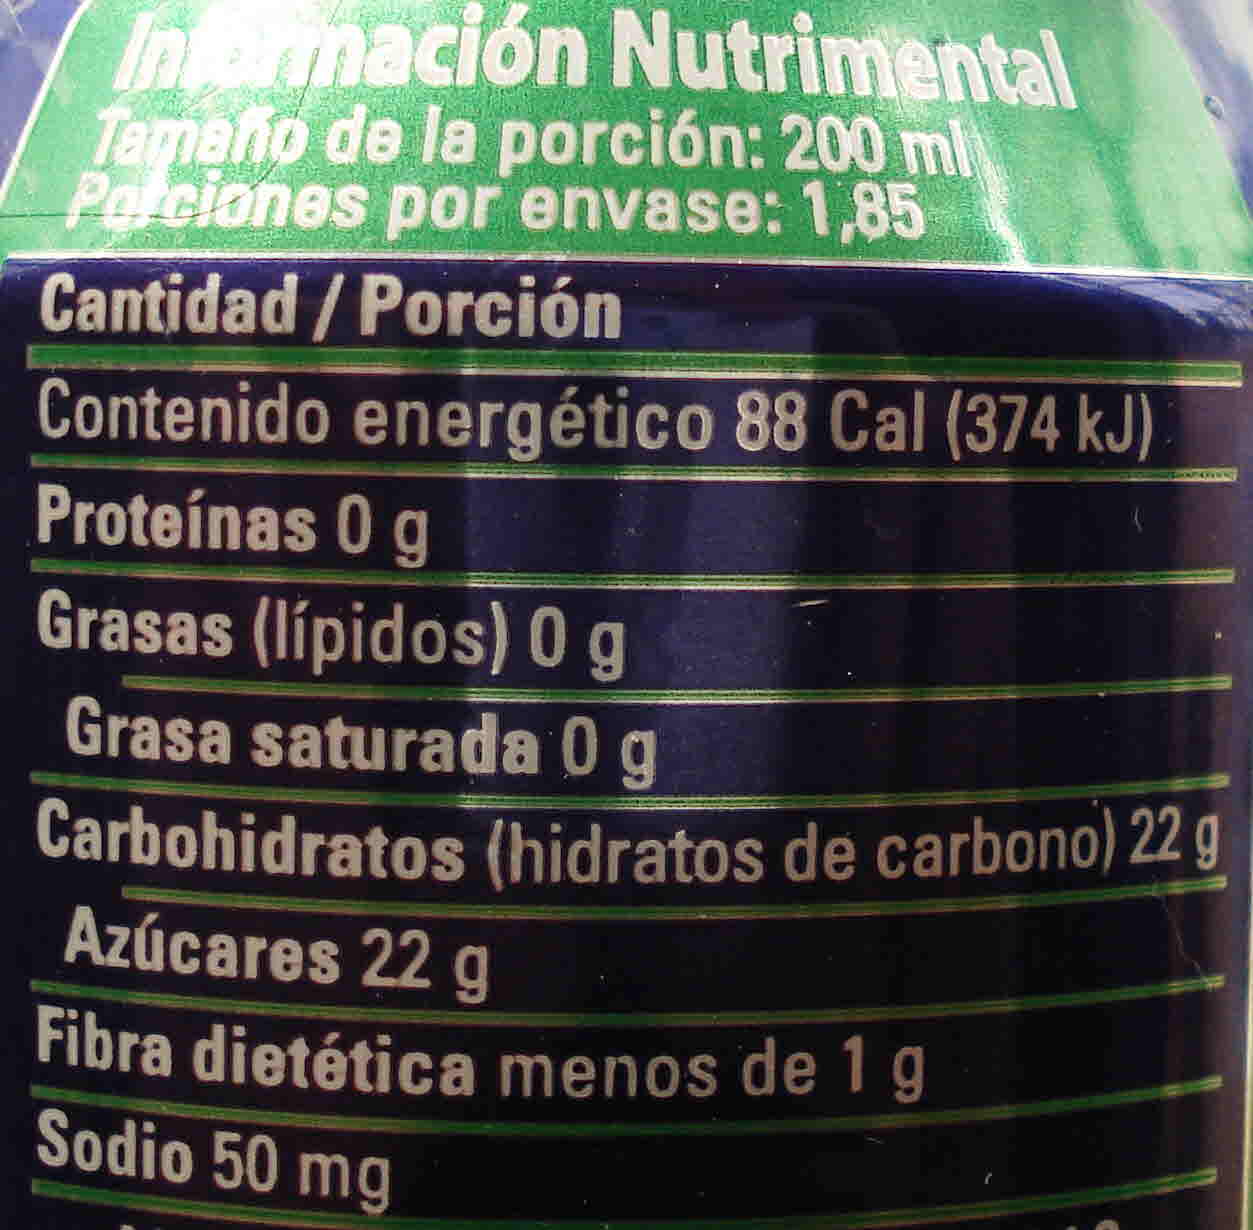 Información Nutrimental
Tamaño de la porción: 200 ml
Porciones por envase: 1,85
Cantidad / Porción
Contenido energético 88 Cal (374 kJ)
Proteínas 0 g
Grasas (lípidos) 0 g
Grasa saturada 0 g
Carbohidratos (hidratos de carbono) 22 g
Azúcares 22 g
Fibra dietética menos de 1 g
Sodio 50 mg